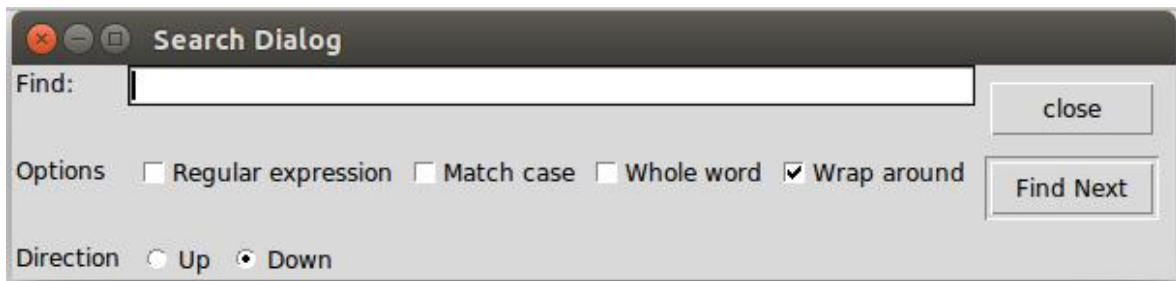 Search Dialog
Find:
close
Options Regular expression Match case Whole word Wrap around
Find Next
Direction Up Down